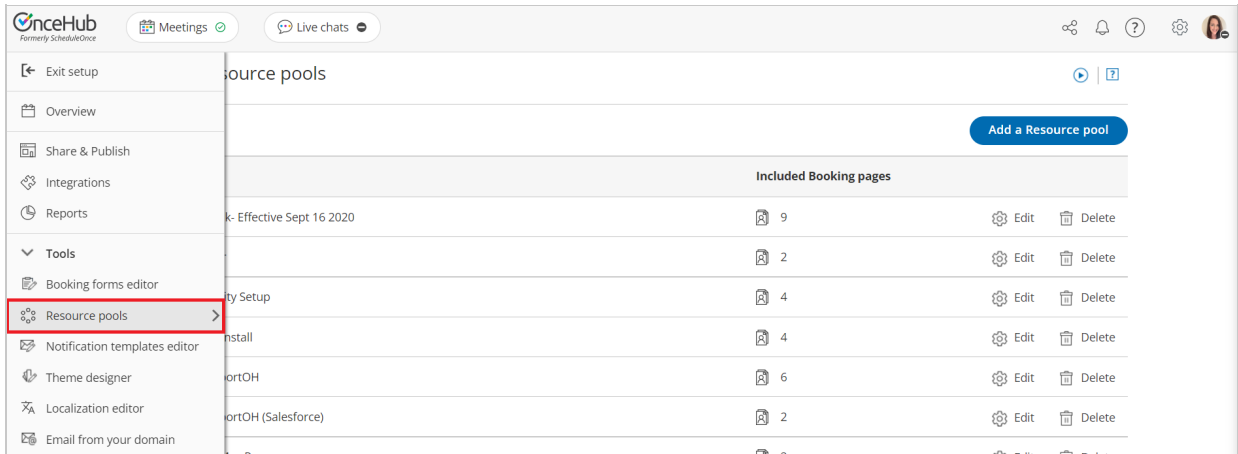 OnceHub
Formerly ScheduleOnce
Meetings
Live chats
?
Exit setup
source pools
?
Overview
Add a Resource pool
Share & Publish
Included Booking pages
Integrations
Reports
k- Effective Sept 16 2020 9 Edit Delete
Tools
2 Edit Delete
Booking forms editor
ity Setup 4 Edit Delete
Resource pools
nstall 4 Edit Delete
Notification templates editor
Theme designer
ortOH 6 Edit Delete
Localization editor
ortOH (Salesforce) 2 Edit Delete
Email from your domain